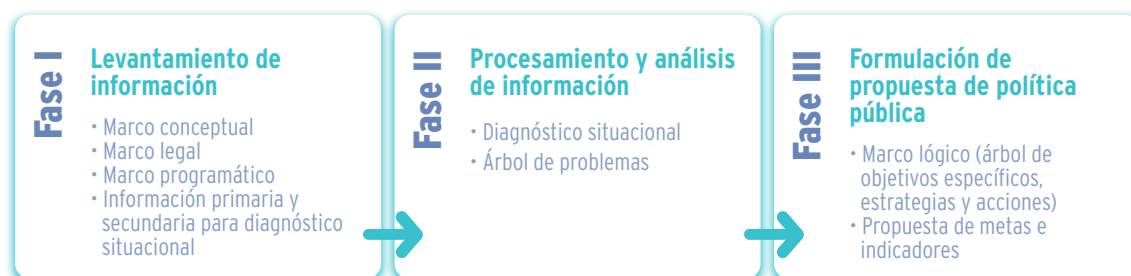 Fase I
Levantamiento de
información
· Marco conceptual
· Marco legal
· Marco programático
· Información primaria y
secundaria para diagnóstico
situacional
Fase II
Procesamiento y análisis
de información
· Diagnóstico situacional
· Árbol de problemas
Fase III
Formulación de
propuesta de política
pública
· Marco lógico (árbol de
objetivos específicos,
estrategias y acciones)
· Propuesta de metas e
indicadores